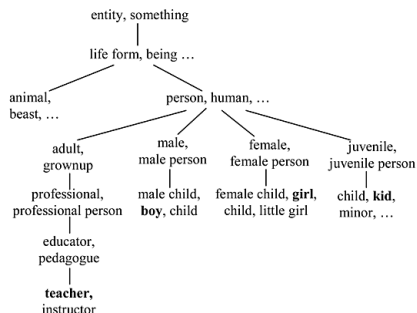 entity, something
life form, being ...
animal,
beast, ...
person, human, ...
adult,
grownup
male,
male person
female,
female person
juvenile,
juvenile person
professional,
professional person
male child,
boy, child
female child, girl,
child, little girl
child, kid,
minor, ...
educator,
pedagogue
teacher,
instructor